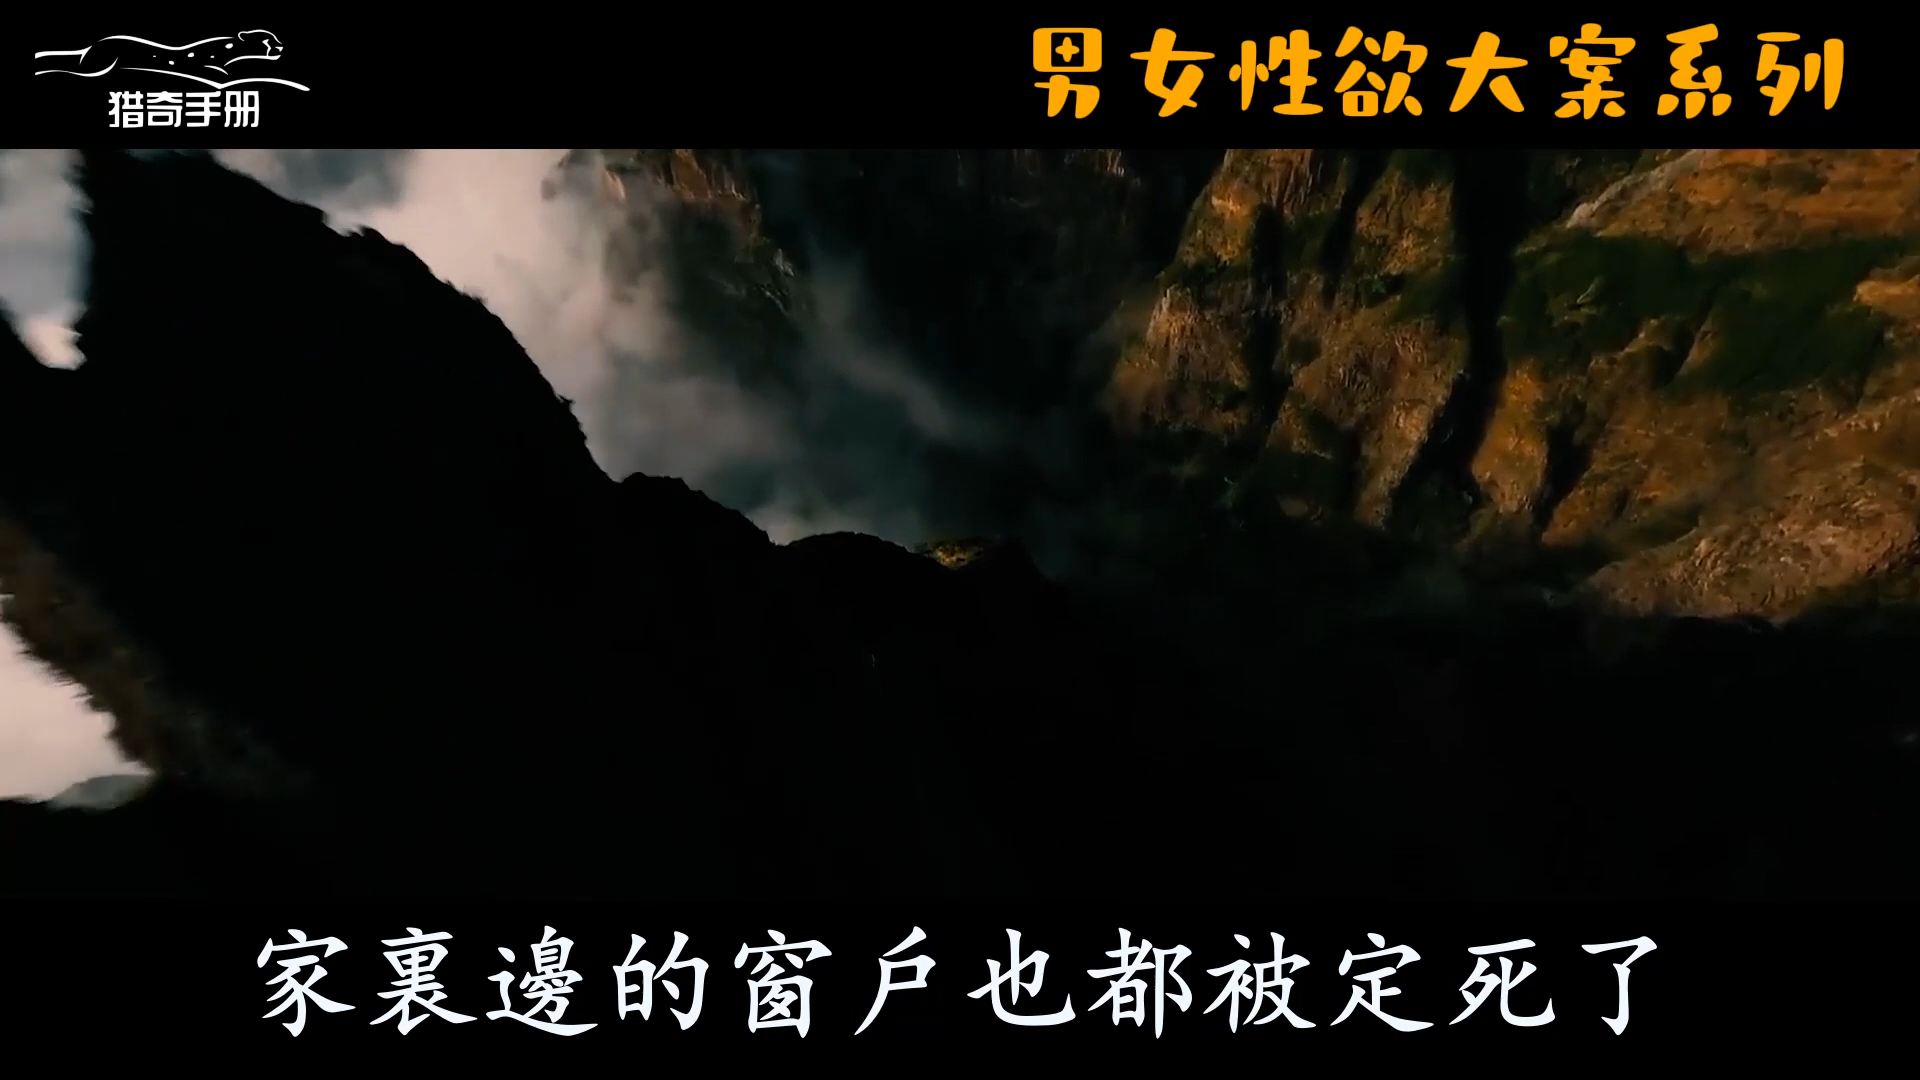 猎奇手册
男女性欲大案系列
家裏邊的窗戶也都被定死了